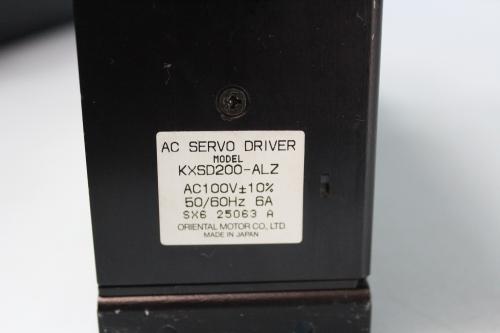 AC SERVO DRIVER
MODEL
KXSD200-ALZ
AC100V±10%
50/60Hz 6A
SX6 25063 A
ORIENTAL MOTOR CO., LTD.
MADE IN JAPAN